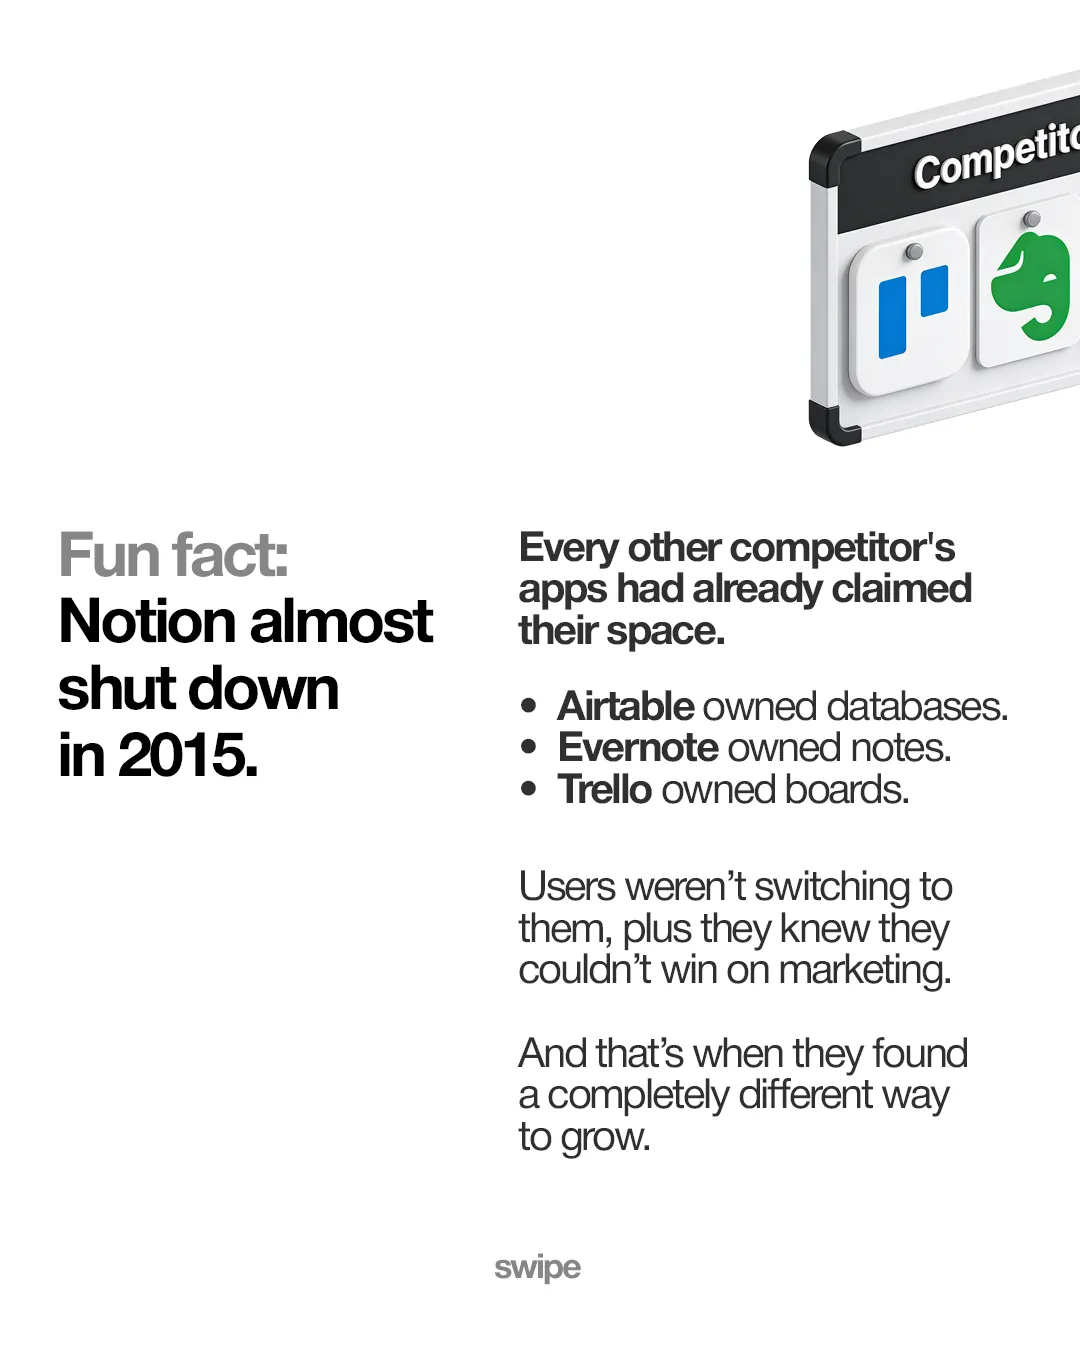 Competito
Fun fact:
Notion almost
shut down
in 2015.
Every other competitor's
apps had already claimed
their space.
• Airtable owned databases.
• Evernote owned notes.
• Trello owned boards.
Users weren’t switching to
them, plus they knew they
couldn’t win on marketing.
And that’s when they found
a completely different way
to grow.
swipe